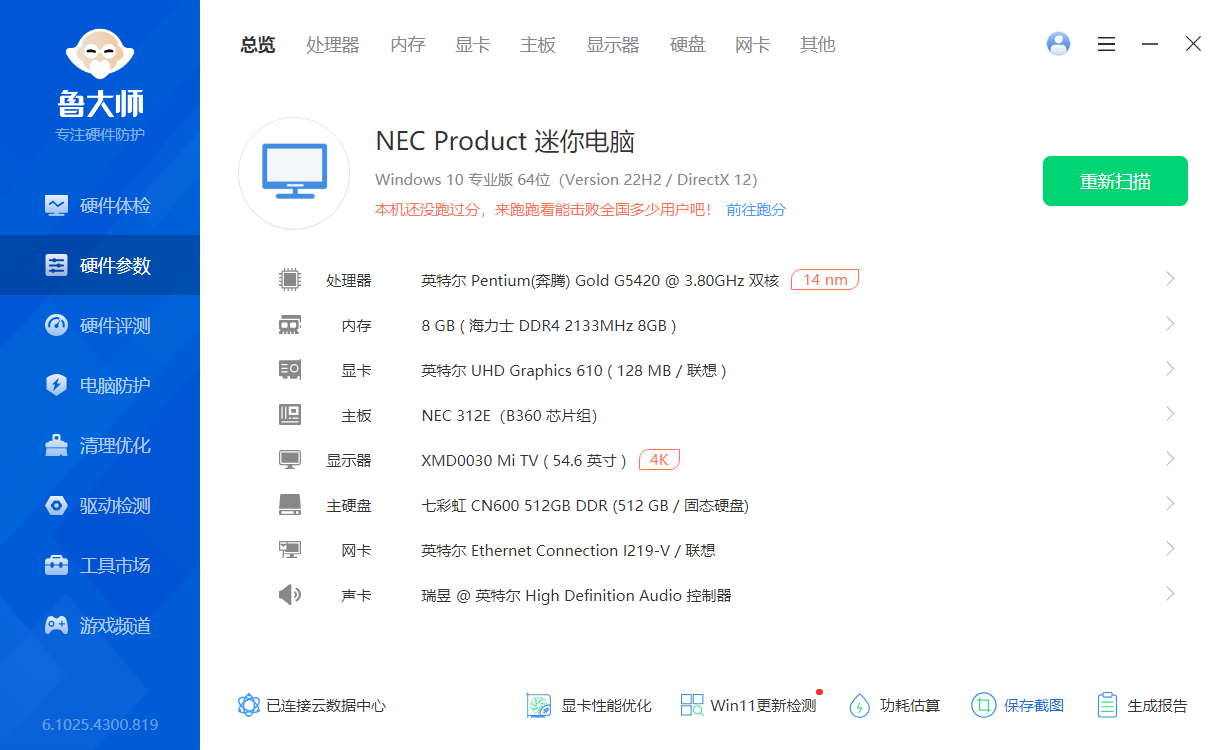 鲁大师
专注硬件防护
硬件体检
硬件参数
硬件评测
电脑防护
清理优化
驱动检测
工具市场
游戏频道
6.1025.4300.819
总览 处理器 内存 显卡 主板 显示器 硬盘 网卡 其他
NEC Product 迷你电脑
Windows 10 专业版 64位（Version 22H2 / DirectX 12）
本机还没跑过分，来跑跑看能击败全国多少用户吧！ 前往跑分
重新扫描
处理器 英特尔 Pentium(奔腾) Gold G5420 @ 3.80GHz 双核 14 nm
内存 8 GB ( 海力士 DDR4 2133MHz 8GB )
显卡 英特尔 UHD Graphics 610 ( 128 MB / 联想 )
主板 NEC 312E（B360 芯片组）
显示器 XMD0030 Mi TV ( 54.6 英寸 ) 4K
主硬盘 七彩虹 CN600 512GB DDR (512 GB / 固态硬盘)
网卡 英特尔 Ethernet Connection I219-V / 联想
声卡 瑞昱 @ 英特尔 High Definition Audio 控制器
已连接云数据中心 显卡性能优化 Win11更新检测 功耗估算 保存截图 生成报告